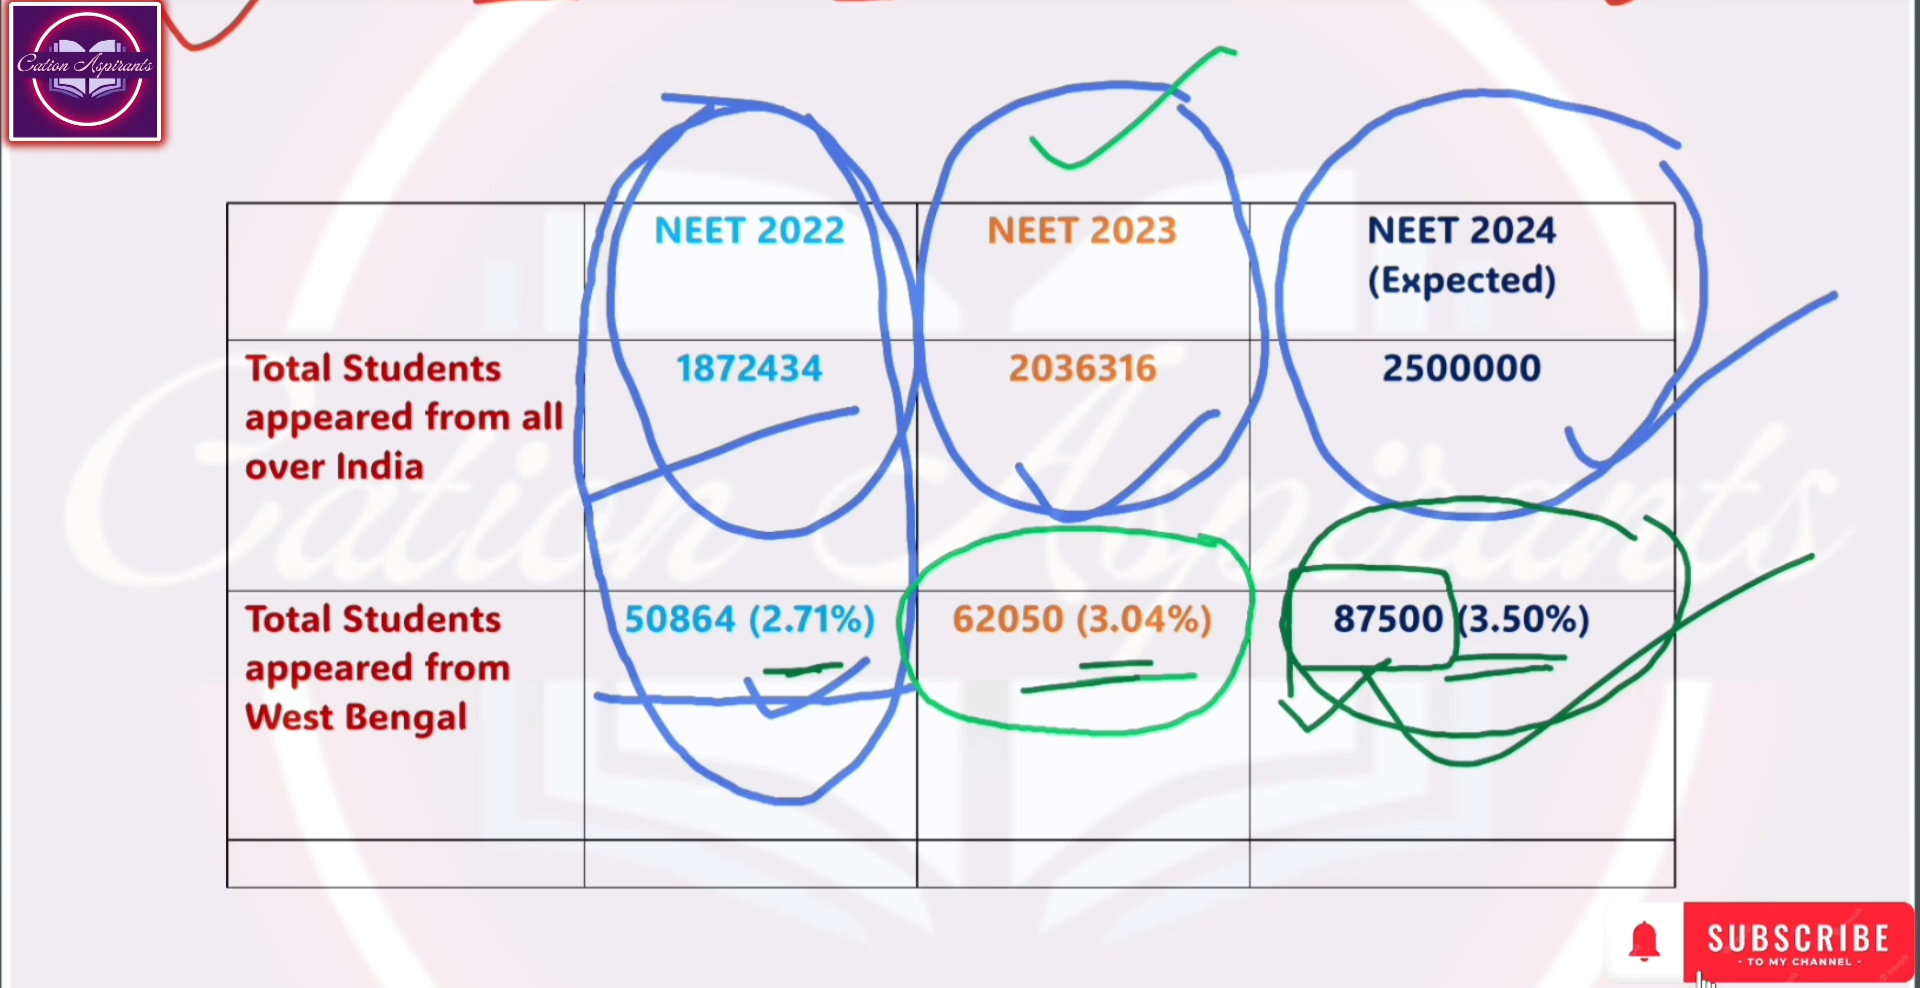 Cation Aspirants
NEET 2022 NEET 2023 NEET 2024
(Expected)
Total Students
appeared from all
over India
1872434 2036316 2500000
Total Students
appeared from
West Bengal
50864 (2.71%) 62050 (3.04%) 87500 (3.50%)
Cation Aspirants
SUBSCRIBE
- TO MY CHANNEL -